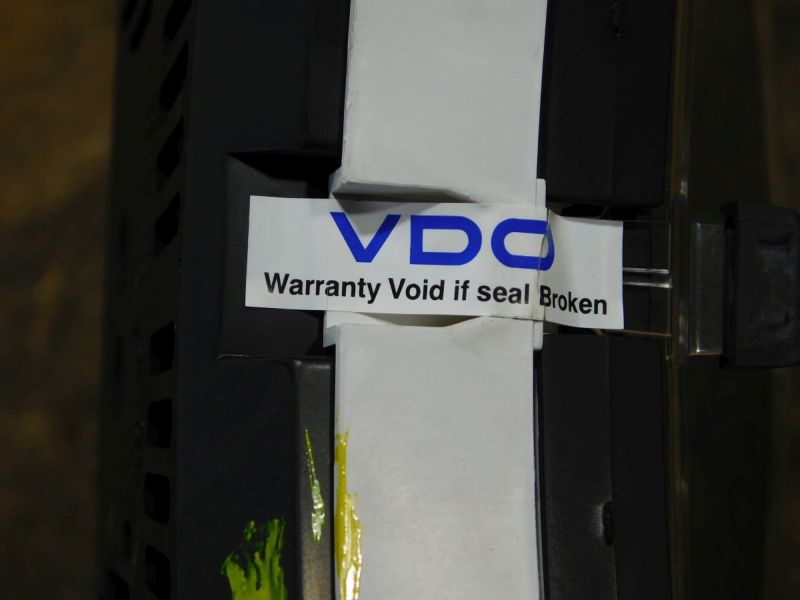 VDO
Warranty Void if seal Broken